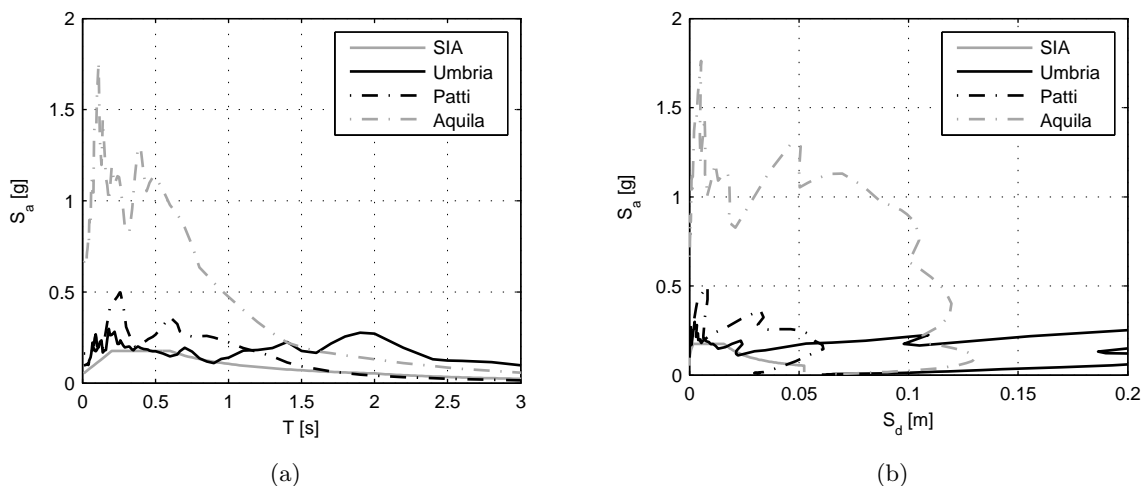 2
1.5
1
0.5
0
S_a [g]
0 0.5 1 1.5 2 2.5 3
T [s]
SIA
Umbria
Patti
Aquila
(a)
2
1.5
1
0.5
0
S_a [g]
0 0.05 0.1 0.15 0.2
S_d [m]
SIA
Umbria
Patti
Aquila
(b)